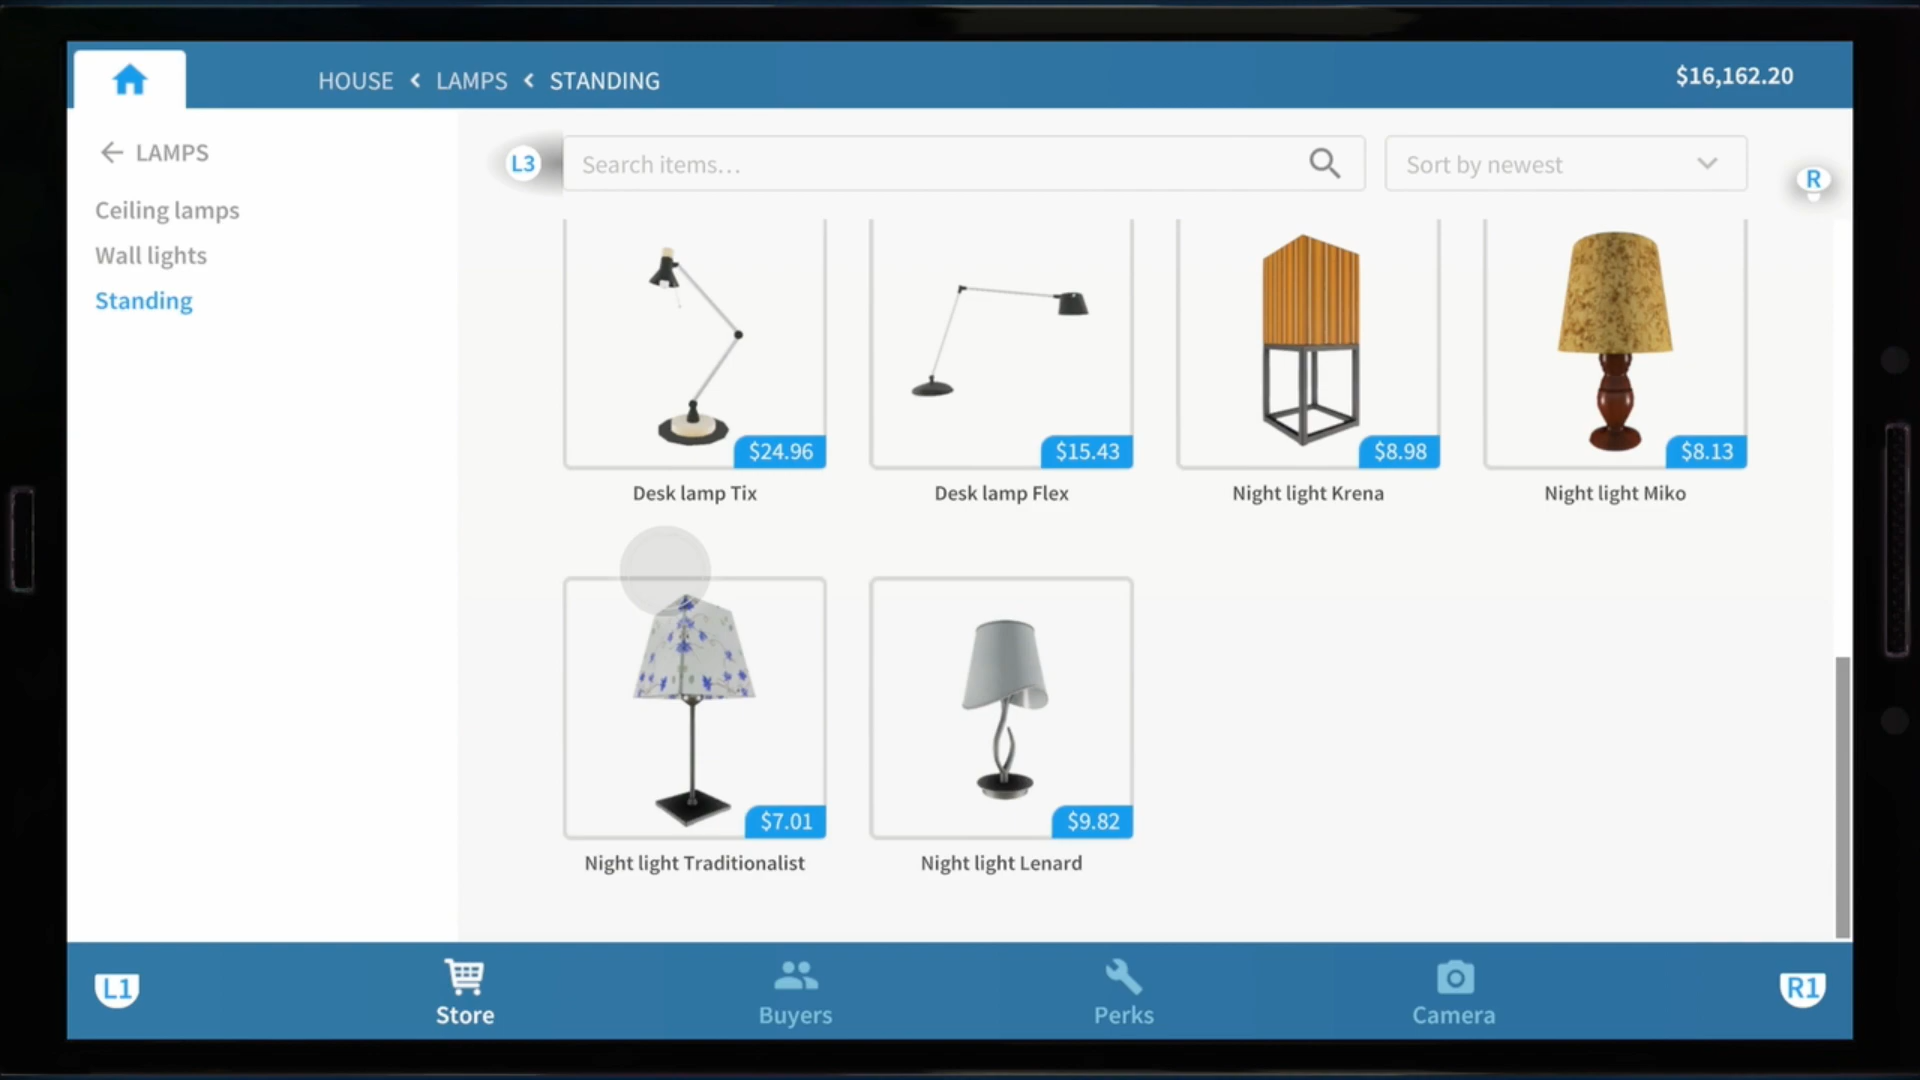 HOUSE < LAMPS < STANDING
$16,162.20
LAMPS
Ceiling lamps
Wall lights
Standing
L3
Search items...
Sort by newest
R
$24.96
$15.43
$8.98
$8.13
Desk lamp Tix
Desk lamp Flex
Night light Krena
Night light Miko
$7.01
$9.82
Night light Traditionalist
Night light Lenard
L1
Store
Buyers
Perks
Camera
R1